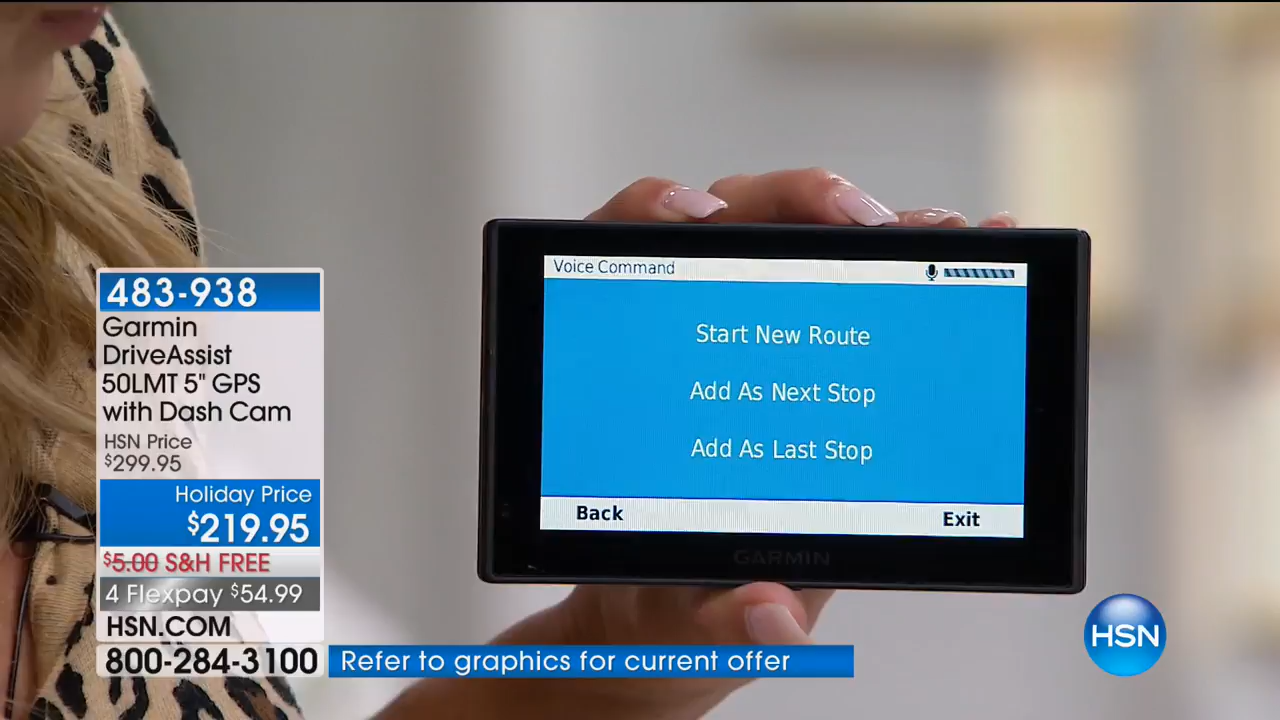 483-938
Garmin
DriveAssist
50LMT 5" GPS
with Dash Cam
HSN Price
$299.95
Holiday Price
$219.95
$5.00 S&H FREE
4 Flexpay $54.99
HSN.COM
800-284-3100
Refer to graphics for current offer
Voice Command
Start New Route
Add As Next Stop
Add As Last Stop
Back
Exit
GARMIN
HSN